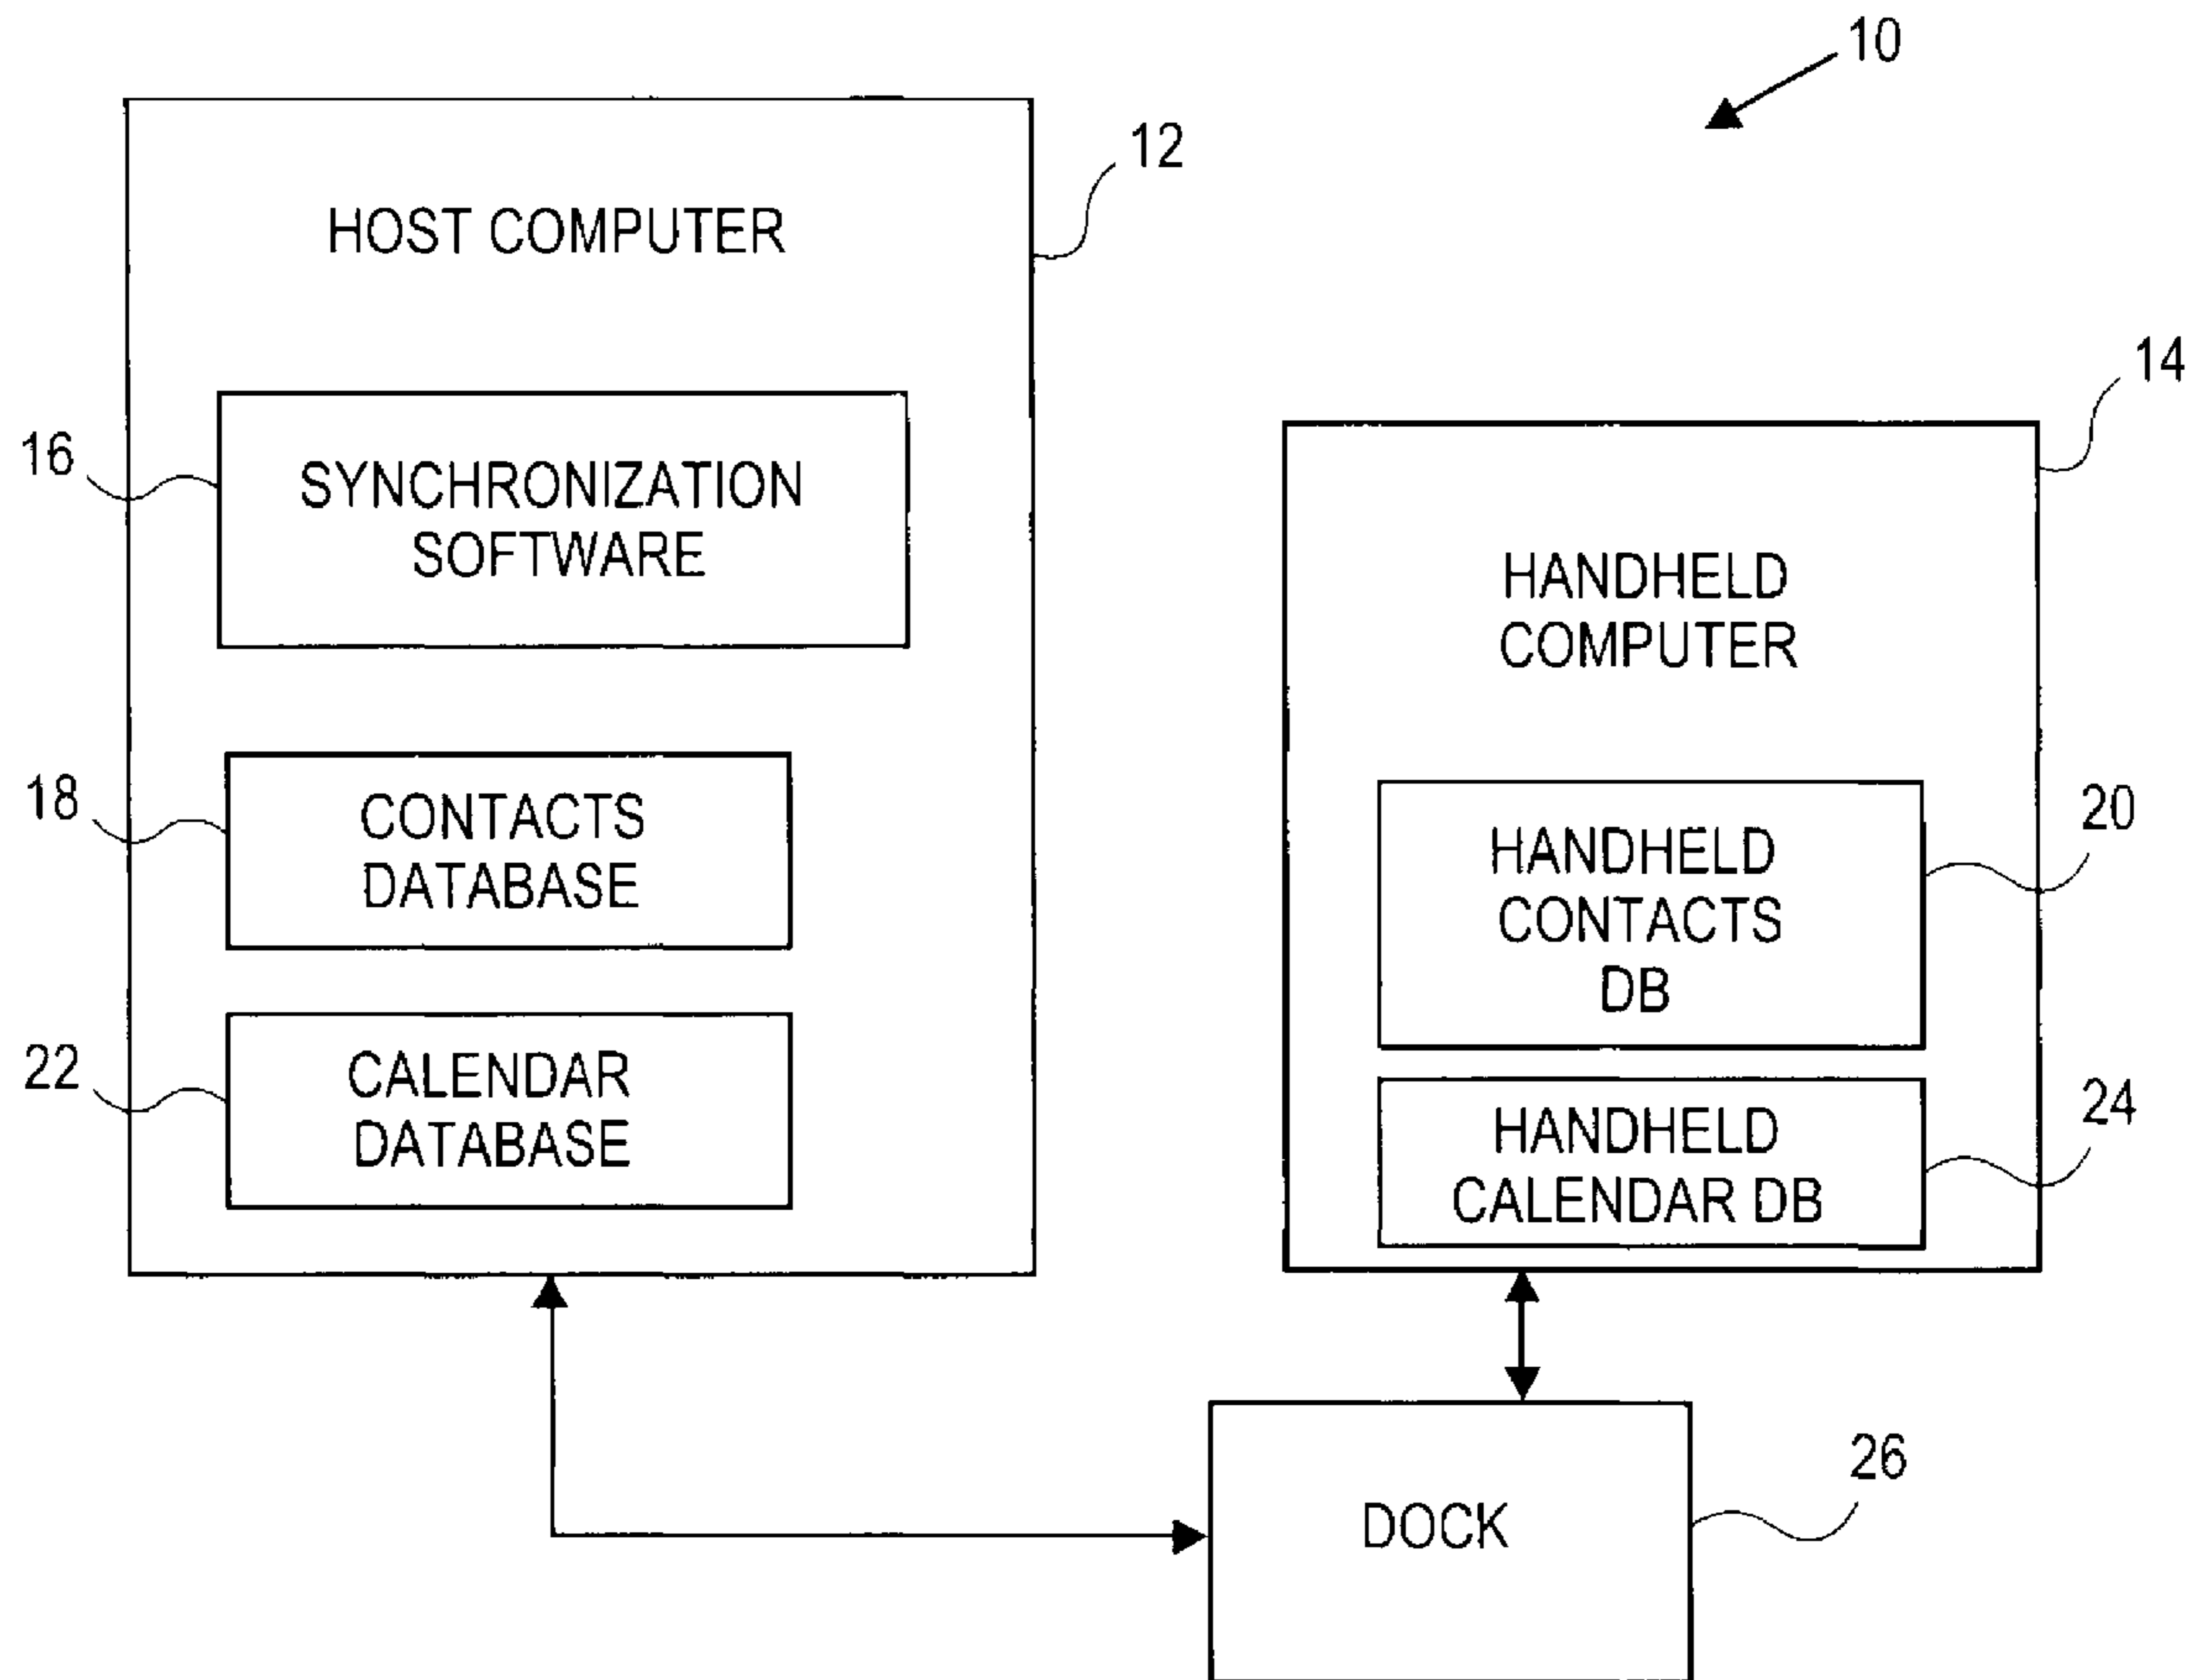 10
12
HOST COMPUTER
14
16
SYNCHRONIZATION
SOFTWARE
HANDHELD
COMPUTER
18
CONTACTS
DATABASE
20
HANDHELD
CONTACTS
DB
22
CALENDAR
DATABASE
24
HANDHELD
CALENDAR DB
26
DOCK